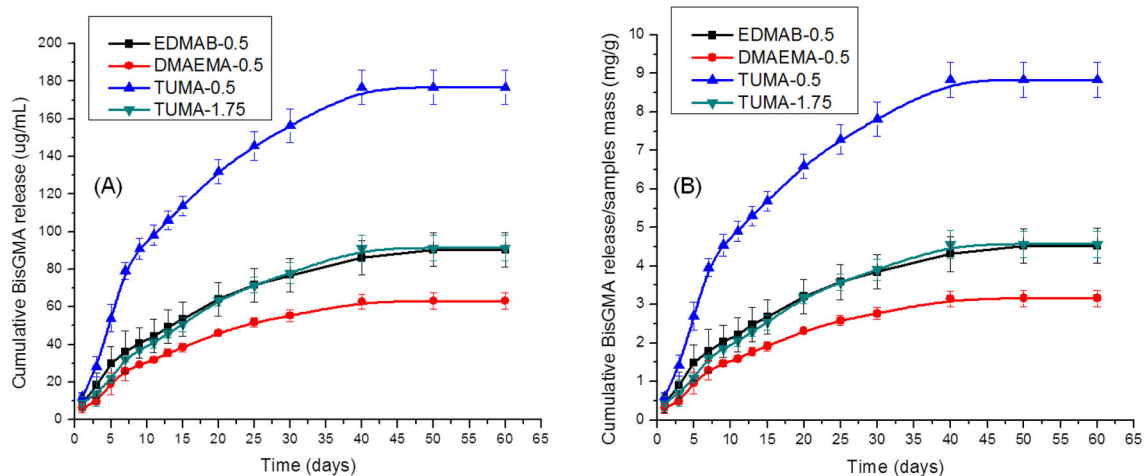 EDMAB-0.5
DMAEMA-0.5
TUMA-0.5
TUMA-1.75
(A)
Cumulative BisGMA release (ug/mL)
200
180
160
140
120
100
80
60
40
20
0
0 5 10 15 20 25 30 35 40 45 50 55 60 65
Time (days)
EDMAB-0.5
DMAEMA-0.5
TUMA-0.5
TUMA-1.75
(B)
Cumulative BisGMA release/samples mass (mg/g)
10
9
8
7
6
5
4
3
2
1
0
0 5 10 15 20 25 30 35 40 45 50 55 60 65
Time (days)